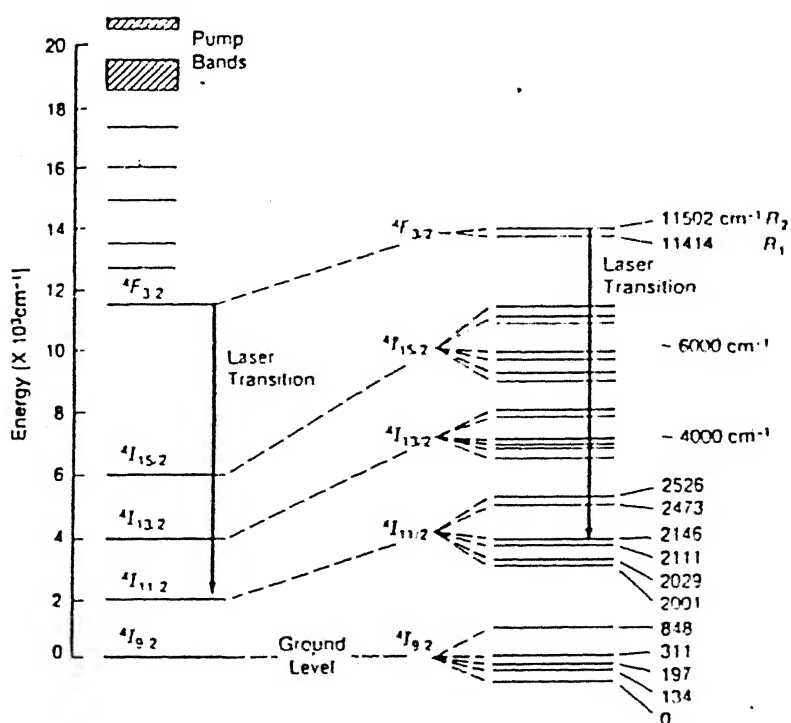 20
18
16
14
12
10
8
6
4
2
0
Energy [X 10³cm⁻¹]
Pump
Bands
⁴F₃.₂
Laser
Transition
⁴I₁₅.₂
⁴I₁₃.₂
⁴I₁₁.₂
⁴I₉.₂
Ground
Level
⁴F₃.₂
⁴I₁₅.₂
⁴I₁₃.₂
⁴I₁₁/₂
⁴I₉.₂
11502 cm⁻¹ R₂
11414 R₁
Laser
Transition
~ 6000 cm⁻¹
~ 4000 cm⁻¹
2526
2473
2146
2111
2029
2001
848
311
197
134
0